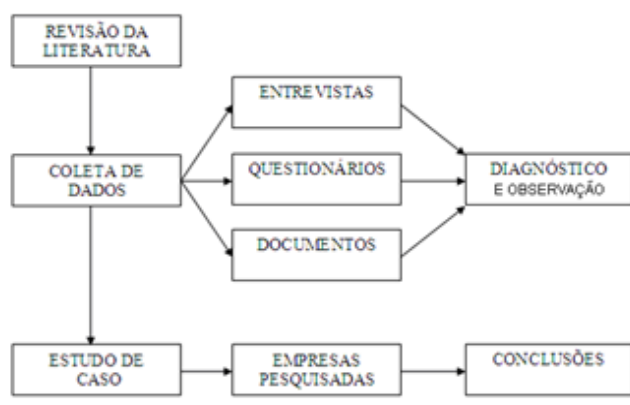 REVISÃO DA
LITERATURA
ENTREVISTAS
COLETA DE
DADOS
QUESTIONÁRIOS
DIAGNÓSTICO
E OBSERVAÇÃO
DOCUMENTOS
ESTUDO DE
CASO
EMPRESAS
PESQUISADAS
CONCLUSÕES